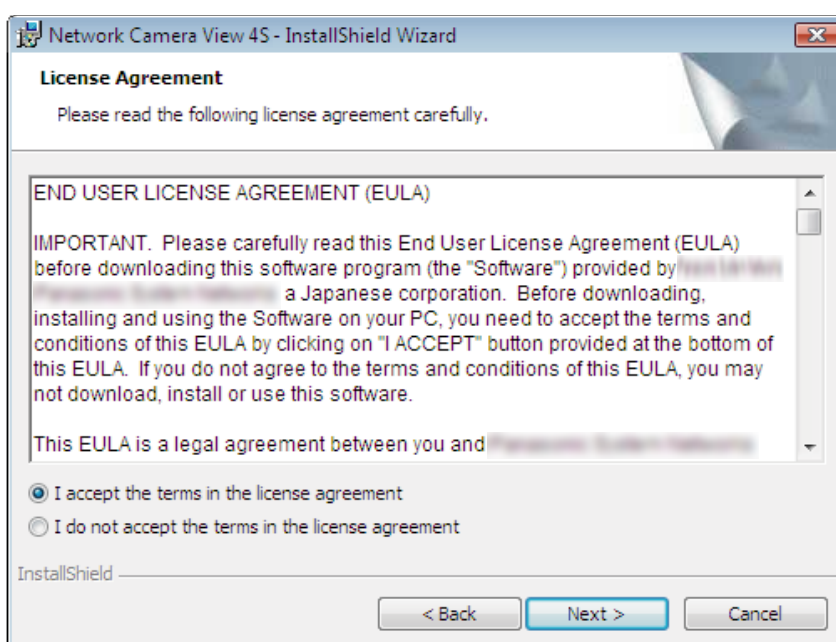 Network Camera View 4S - InstallShield Wizard
License Agreement
Please read the following license agreement carefully.
END USER LICENSE AGREEMENT (EULA)
IMPORTANT.  Please carefully read this End User License Agreement (EULA)
before downloading this software program (the "Software") provided by
a Japanese corporation.  Before downloading,
installing and using the Software on your PC, you need to accept the terms and
conditions of this EULA by clicking on "I ACCEPT" button provided at the bottom of
this EULA.  If you do not agree to the terms and conditions of this EULA, you may
not download, install or use this software.
This EULA is a legal agreement between you and
I accept the terms in the license agreement
I do not accept the terms in the license agreement
InstallShield
< Back
Next >
Cancel